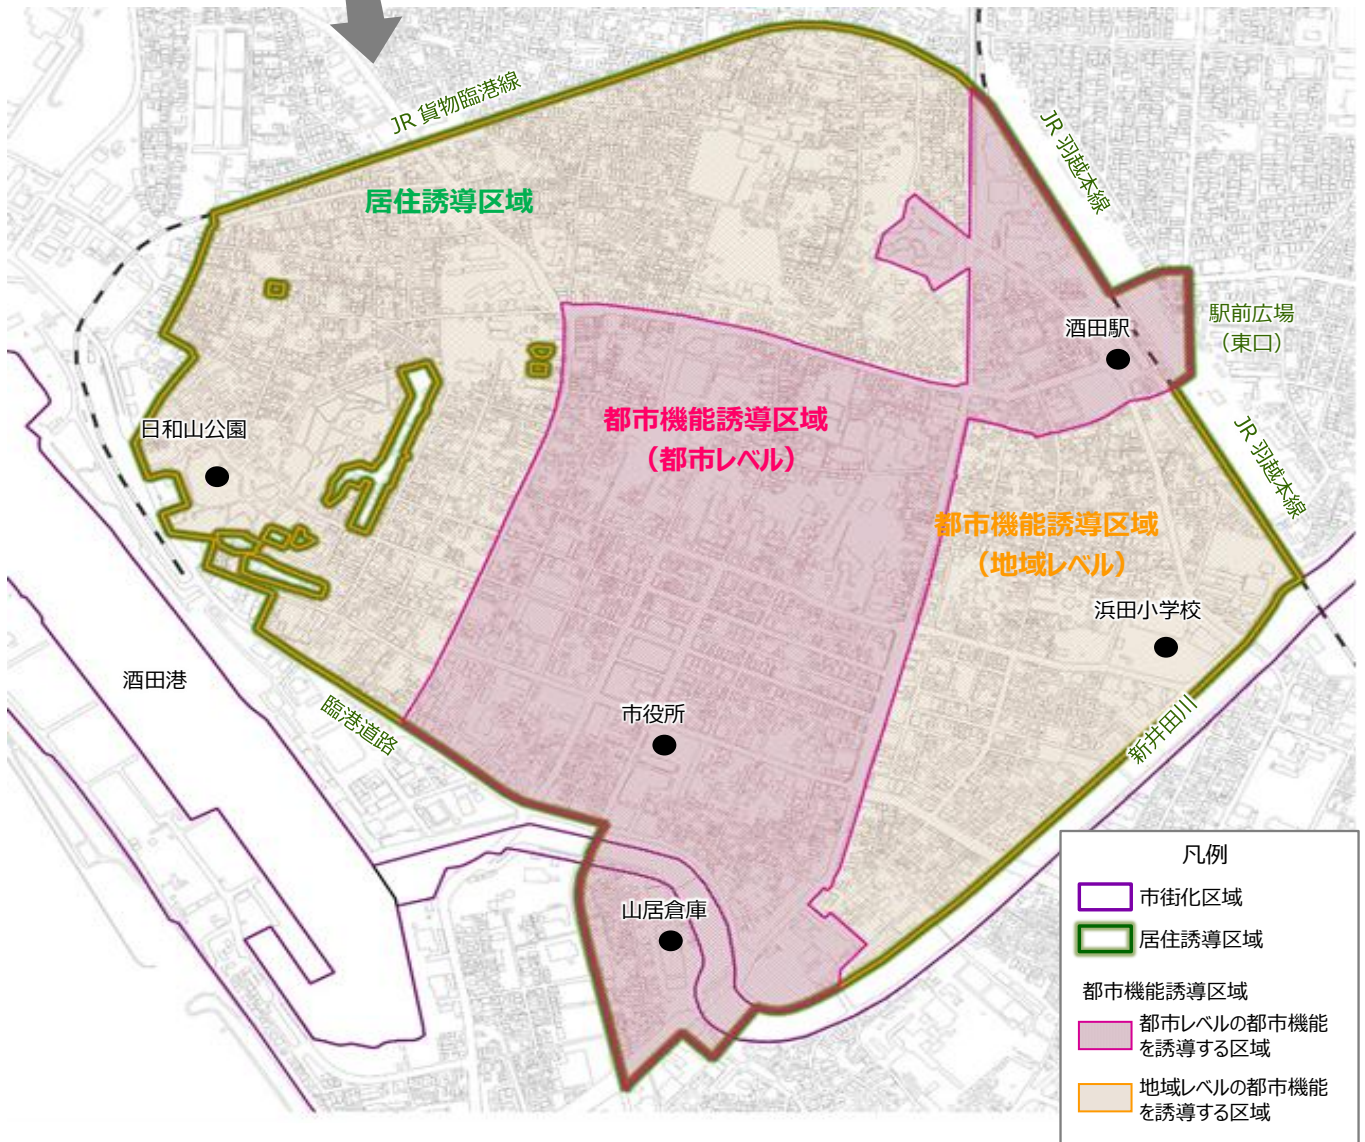 JR 貨物臨港線
JR 羽越本線
居住誘導区域
駅前広場
（東口）
酒田駅
都市機能誘導区域
（都市レベル）
日和山公園
JR 羽越本線
都市機能誘導区域
（地域レベル）
浜田小学校
酒田港
臨港道路
市役所
新井田川
山居倉庫
凡例
市街化区域
居住誘導区域
都市機能誘導区域
都市レベルの都市機能
を誘導する区域
地域レベルの都市機能
を誘導する区域